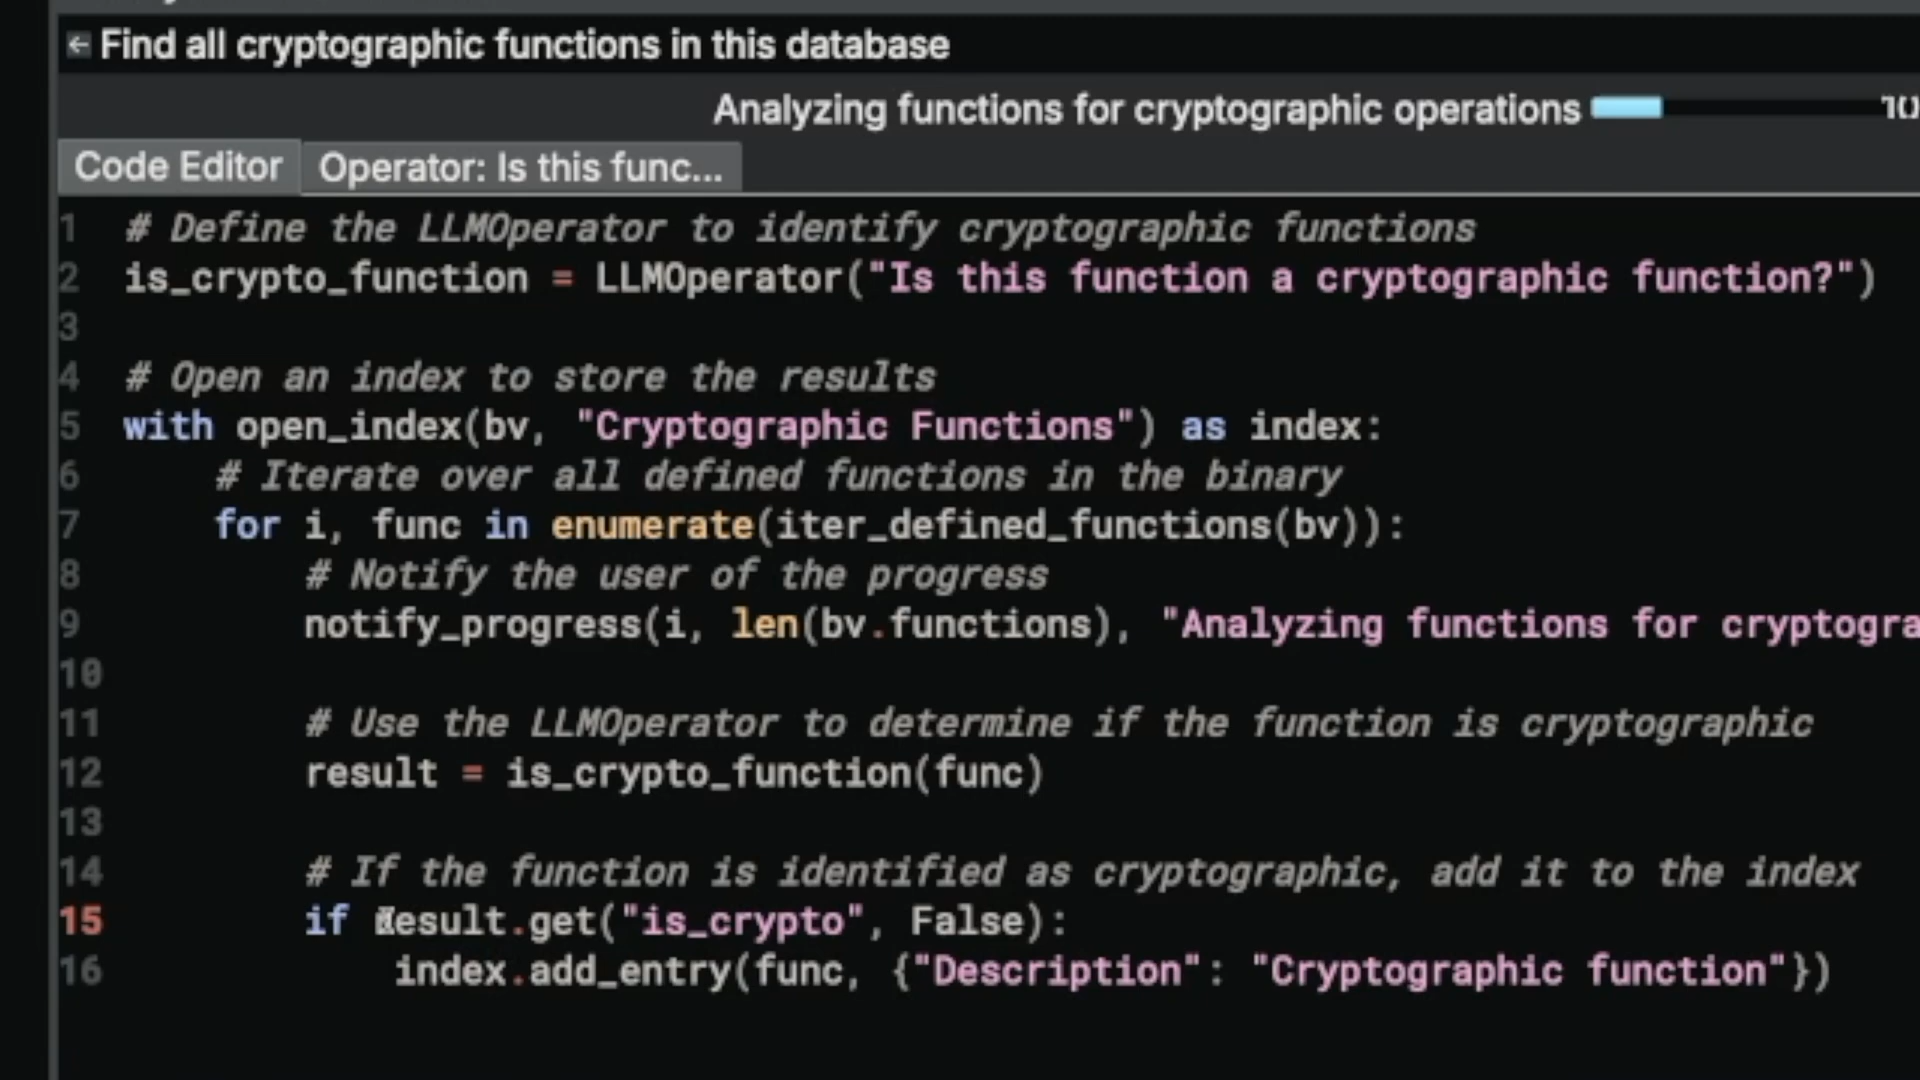 ← Find all cryptographic functions in this database
Analyzing functions for cryptographic operations
Code Editor Operator: Is this func...
1 # Define the LLMOperator to identify cryptographic functions
2 is_crypto_function = LLMOperator("Is this function a cryptographic function?")
3
4 # Open an index to store the results
5 with open_index(bv, "Cryptographic Functions") as index:
6 # Iterate over all defined functions in the binary
7 for i, func in enumerate(iter_defined_functions(bv)):
8 # Notify the user of the progress
9 notify_progress(i, len(bv.functions), "Analyzing functions for cryptogra
10
11 # Use the LLMOperator to determine if the function is cryptographic
12 result = is_crypto_function(func)
13
14 # If the function is identified as cryptographic, add it to the index
15 if result.get("is_crypto", False):
16 index.add_entry(func, {"Description": "Cryptographic function"})